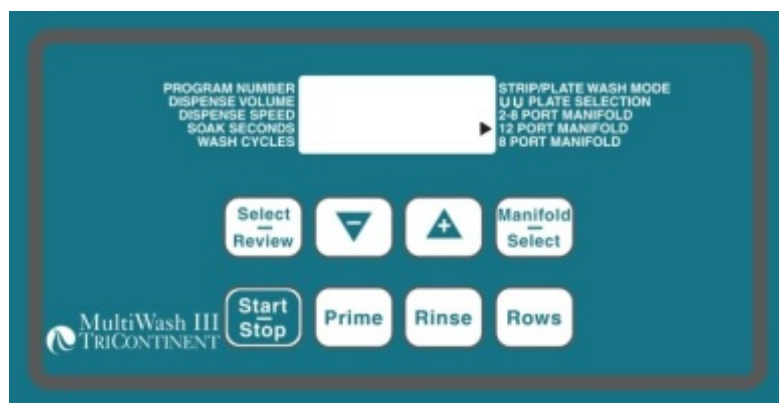 PROGRAM NUMBER
DISPENSE VOLUME
DISPENSE SPEED
SOAK SECONDS
WASH CYCLES
STRIP/PLATE WASH MODE
UU PLATE SELECTION
2-8 PORT MANIFOLD
12 PORT MANIFOLD
8 PORT MANIFOLD
Select
Review
−
+
Manifold
Select
MultiWash III
TRICONTINENT
Start
Stop
Prime
Rinse
Rows